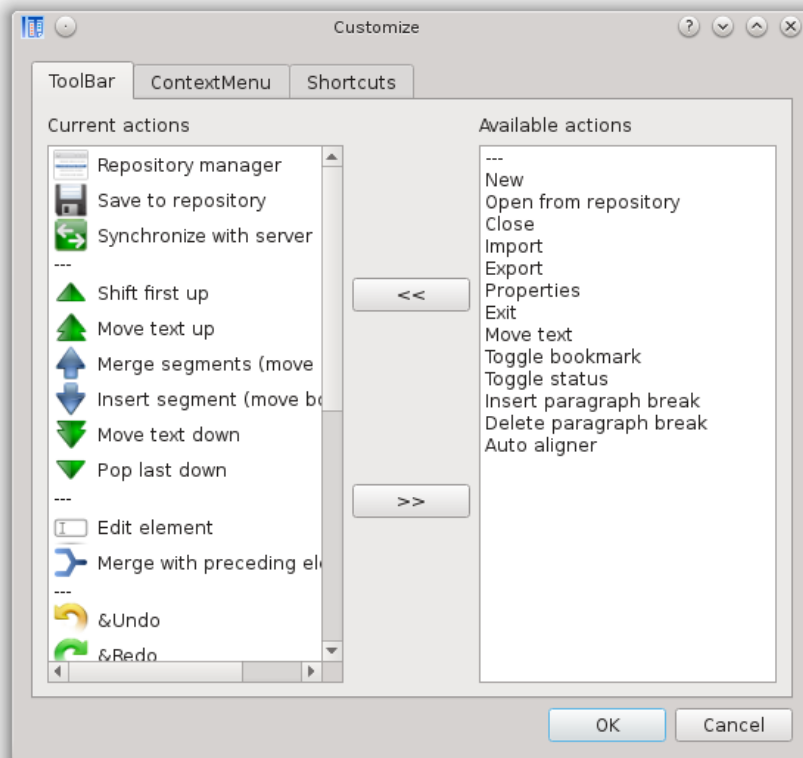 Customize
ToolBar
ContextMenu
Shortcuts
Current actions
Repository manager
Save to repository
Synchronize with server
---
Shift first up
Move text up
Merge segments (move
Insert segment (move
Move text down
Pop last down
---
Edit element
Merge with preceding
---
&Undo
&Redo
<<
>>
Available actions
---
New
Open from repository
Close
Import
Export
Properties
Exit
Move text
Toggle bookmark
Toggle status
Insert paragraph break
Delete paragraph break
Auto aligner
OK
Cancel